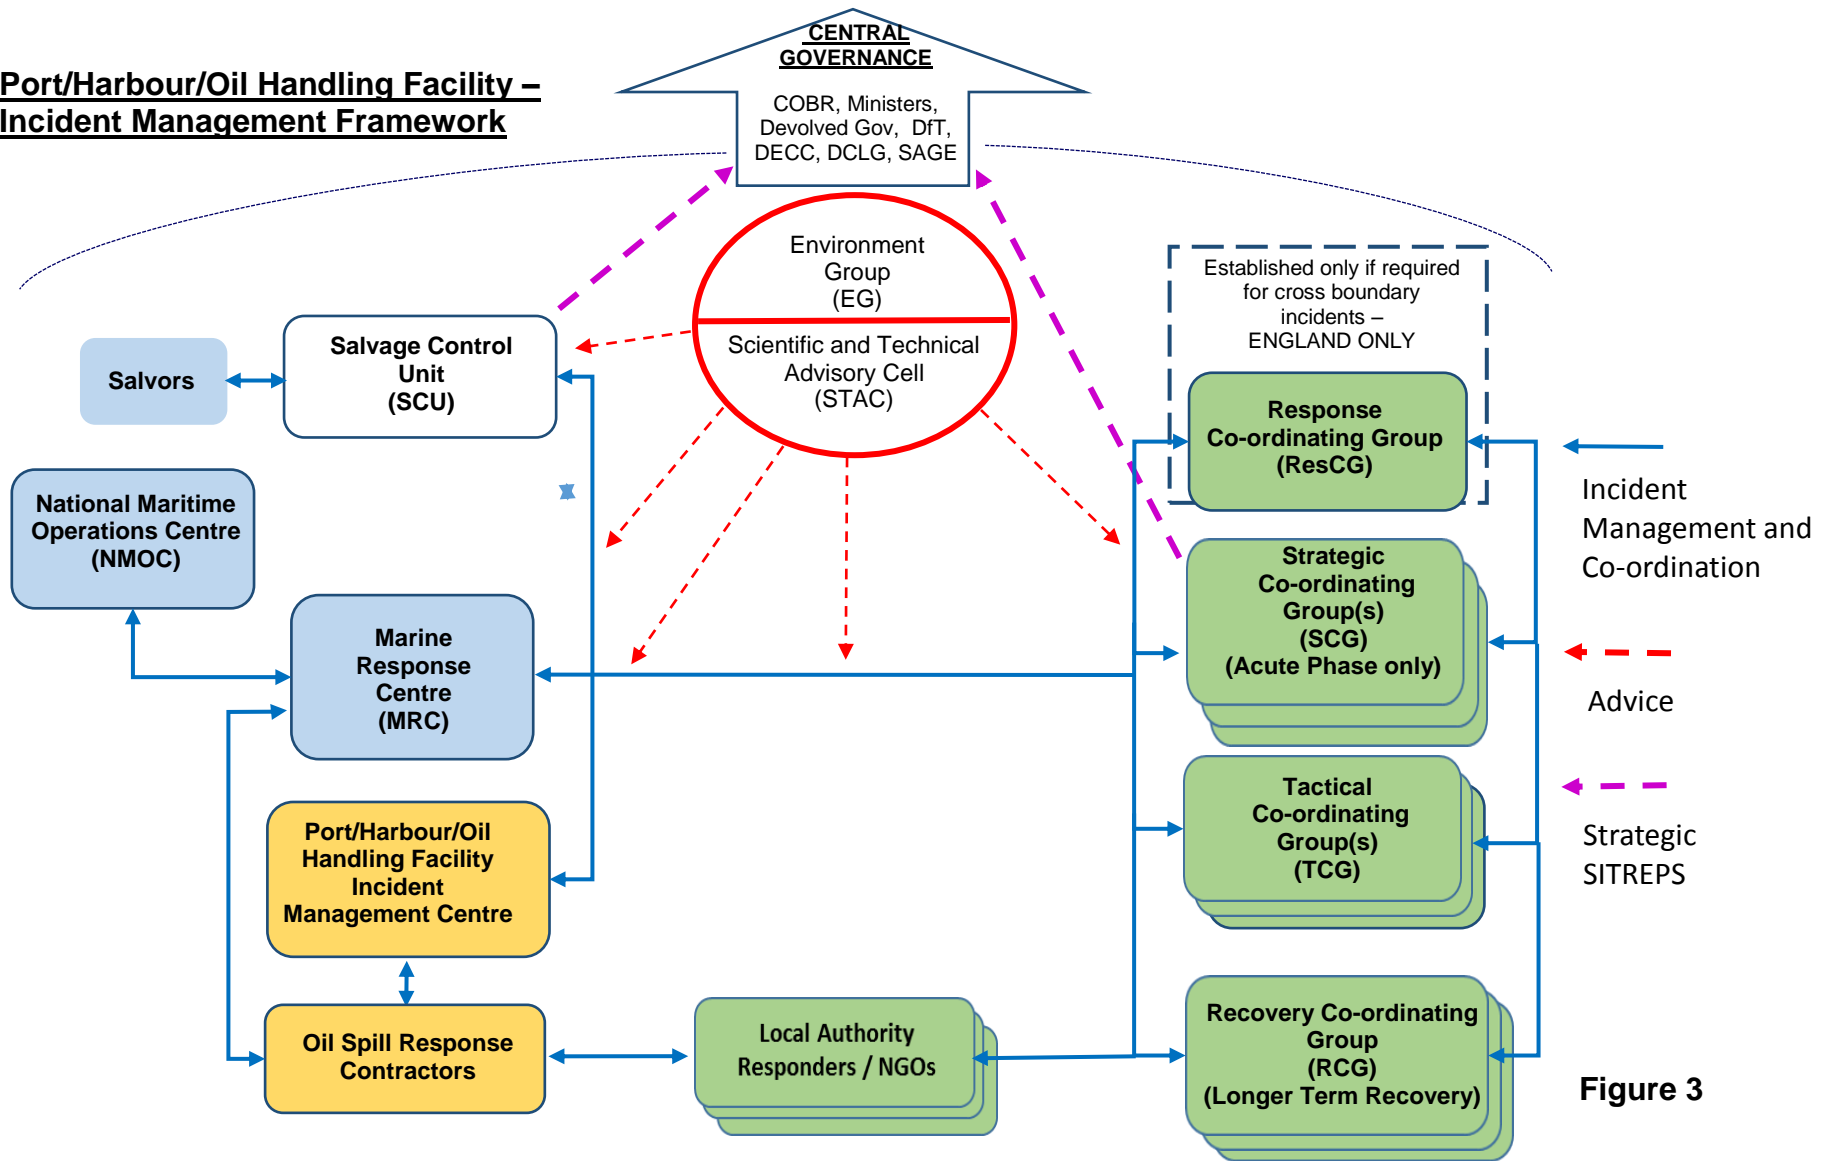 Port/Harbour/Oil Handling Facility –
Incident Management Framework
CENTRAL
GOVERNANCE
COBR, Ministers,
Devolved Gov, DfT,
DECC, DCLG, SAGE
Environment
Group
(EG)
Scientific and Technical
Advisory Cell
(STAC)
Established only if required
for cross boundary
incidents –
ENGLAND ONLY
Salvors
Salvage Control
Unit
(SCU)
Response
Co-ordinating Group
(ResCG)
National Maritime
Operations Centre
(NMOC)
Incident
Management and
Co-ordination
Strategic
Co-ordinating
Group(s)
(SCG)
(Acute Phase only)
Marine
Response
Centre
(MRC)
Advice
Port/Harbour/Oil
Handling Facility
Incident
Management Centre
Tactical
Co-ordinating
Group(s)
(TCG)
Strategic
SITREPS
Oil Spill Response
Contractors
Local Authority
Responders / NGOs
Recovery Co-ordinating
Group
(RCG)
(Longer Term Recovery)
Figure 3